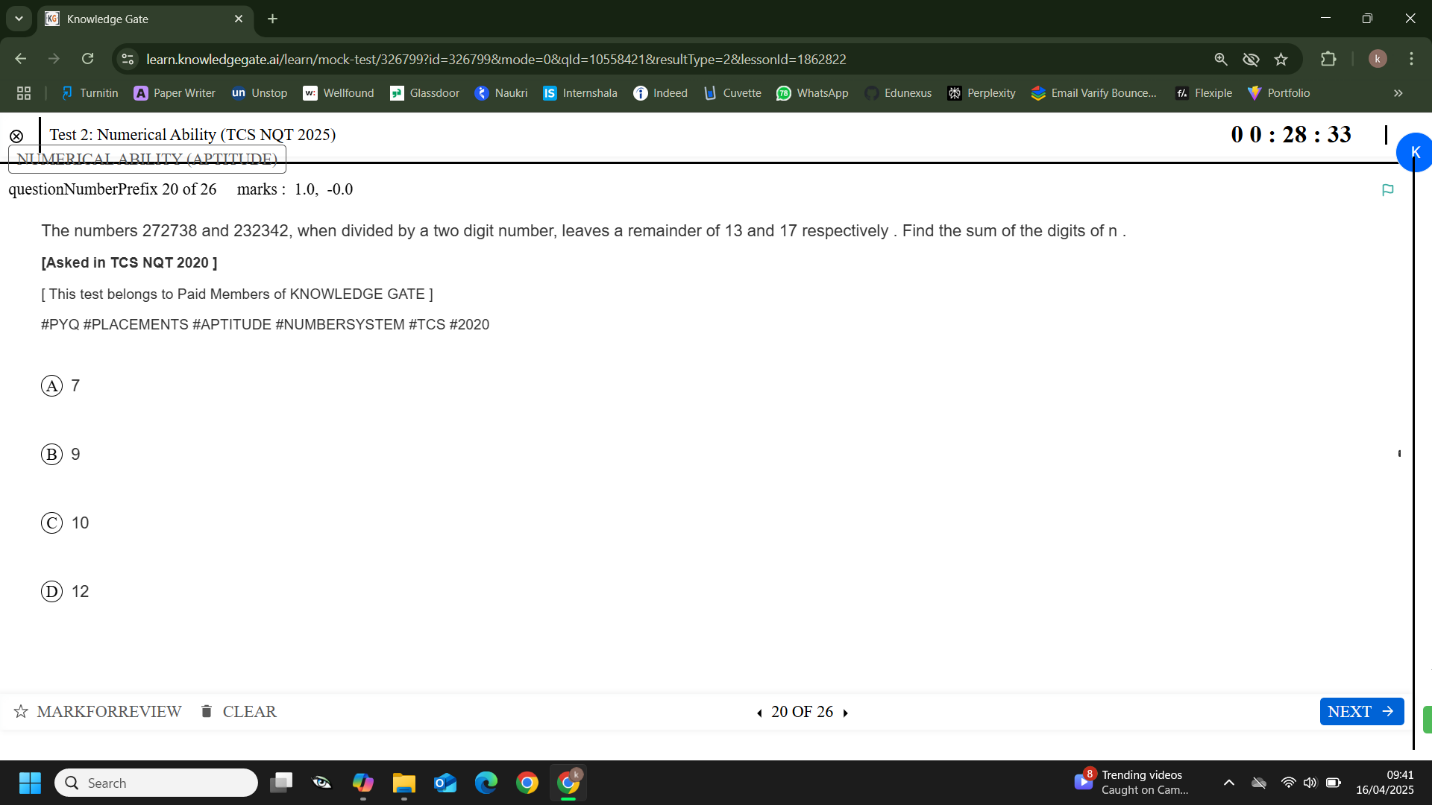 Knowledge Gate
learn.knowledgegate.ai/learn/mock-test/326799?id=326799&mode=0&qId=10558421&resultType=2&lessonId=1862822
k
Turnitin
A Paper Writer
un Unstop
w: Wellfound
Glassdoor
Naukri
IS Internshala
Indeed
Cuvette
WhatsApp
Edunexus
Perplexity
Email Varify Bounce...
Flexiple
Portfolio
Test 2: Numerical Ability (TCS NQT 2025)
0 0 : 28 : 33
K
NUMERICAL ABILITY (APTITUDE)
questionNumberPrefix 20 of 26 marks : 1.0, -0.0
The numbers 272738 and 232342, when divided by a two digit number, leaves a remainder of 13 and 17 respectively . Find the sum of the digits of n .
[Asked in TCS NQT 2020 ]
[ This test belongs to Paid Members of KNOWLEDGE GATE ]
#PYQ #PLACEMENTS #APTITUDE #NUMBERSYSTEM #TCS #2020
A 7
B 9
C 10
D 12
MARKFORREVIEW
CLEAR
20 OF 26
NEXT
Search
8
Trending videos
Caught on Cam...
09:41
16/04/2025